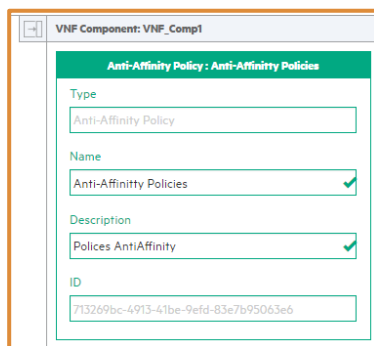 VNF Component: VNF_Comp1
Anti-Affinity Policy : Anti-Affinitty Policies
Type
Anti-Affinity Policy
Name
Anti-Affinitty Policies
Description
Polices AntiAffinity
ID
713269bc-4913-41be-9efd-83e7b95063e6